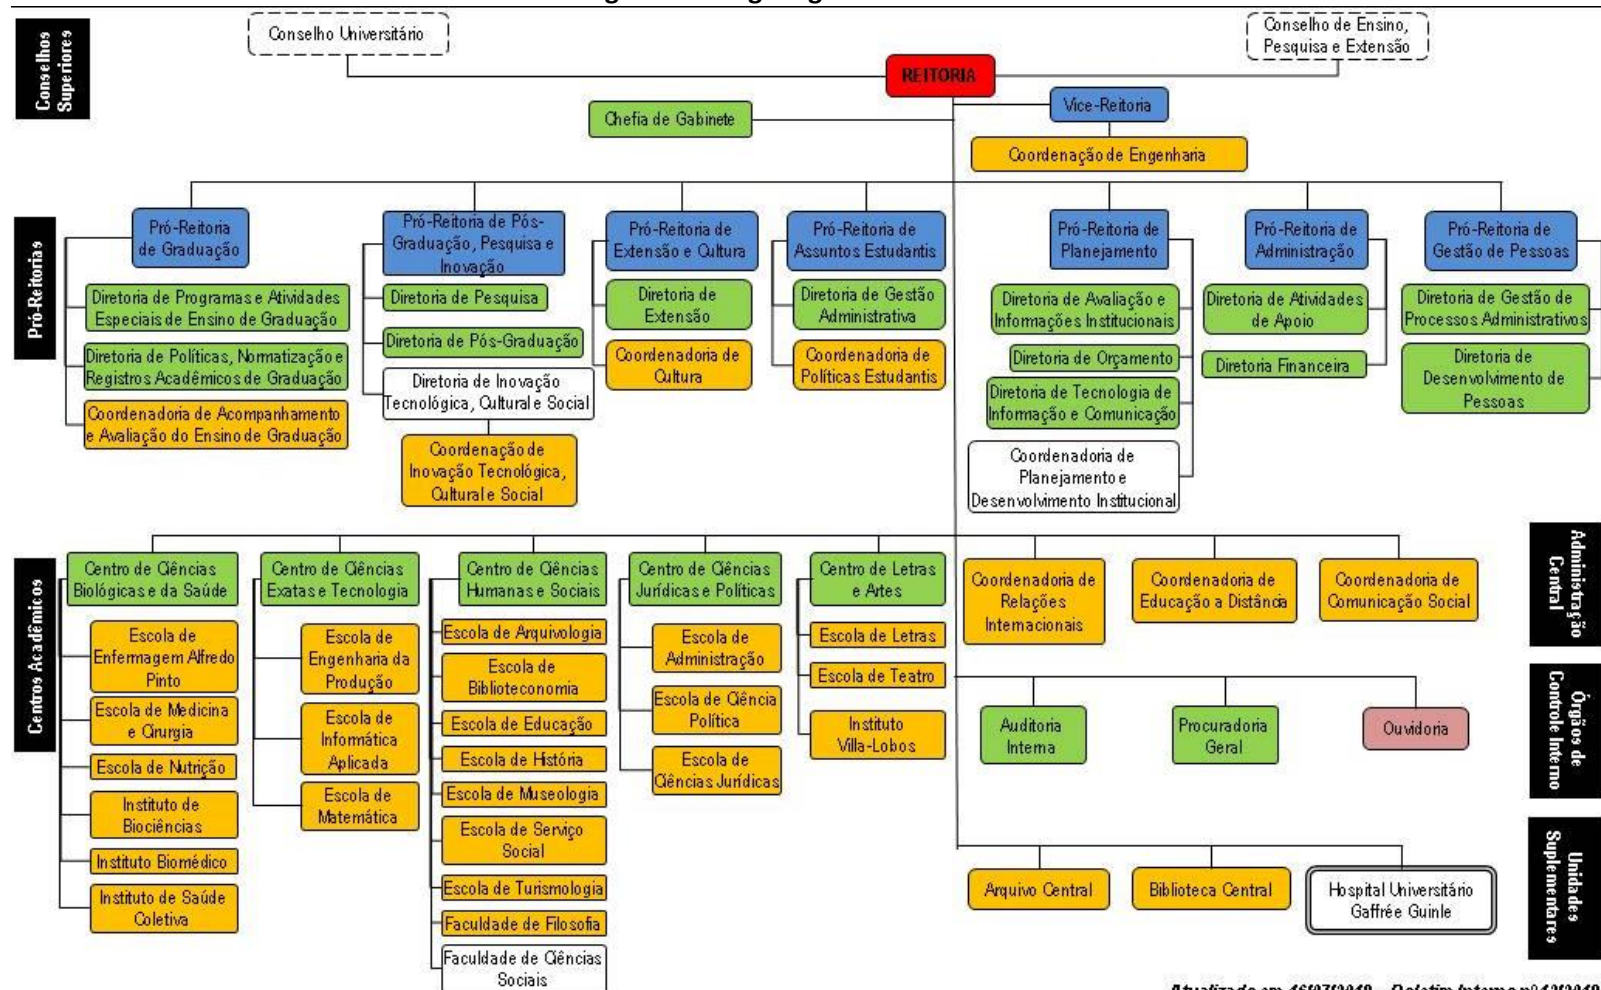 Conselhos
Superiores
Conselho Universitário
Conselho de Ensino,
Pesquisa e Extensão
REITORIA
Vice-Reitoria
Chefia de Gabinete
Coordenação de Engenharia
Pró-Reitorias
Pró-Reitoria
de Graduação
Diretoria de Programas e Atividades
Especiais de Ensino de Graduação
Diretoria de Políticas, Normatização e
Registros Acadêmicos de Graduação
Coordenadoria de Acompanhamento
e Avaliação do Ensino de Graduação
Pró-Reitoria de Pós-
Graduação, Pesquisa e
Inovação
Diretoria de Pesquisa
Diretoria de Pós-Graduação
Diretoria de Inovação
Tecnológica, Cultural e Social
Coordenação de
Inovação Tecnológica,
Cultural e Social
Pró-Reitoria de
Extensão e Cultura
Diretoria de
Extensão
Coordenadoria de
Cultura
Pró-Reitoria de
Assuntos Estudantis
Diretoria de Gestão
Administrativa
Coordenadoria de
Políticas Estudantis
Pró-Reitoria de
Planejamento
Diretoria de Avaliação e
Informações Institucionais
Diretoria de Orçamento
Diretoria de Tecnologia de
Informação e Comunicação
Coordenadoria de
Planejamento e
Desenvolvimento Institucional
Pró-Reitoria de
Administração
Diretoria de Atividades
de Apoio
Diretoria Financeira
Pró-Reitoria de
Gestão de Pessoas
Diretoria de Gestão de
Processos Administrativos
Diretoria de
Desenvolvimento de
Pessoas
Centros Acadêmicos
Centro de Ciências
Biológicas e da Saúde
Escola de
Enfermagem Alfredo
Pinto
Escola de Medicina
e Cirurgia
Escola de Nutrição
Instituto de
Biociências
Instituto Biomédico
Instituto de Saúde
Coletiva
Centro de Ciências
Exatas e Tecnologia
Escola de
Engenharia da
Produção
Escola de
Informática
Aplicada
Escola de
Matemática
Centro de Ciências
Humanas e Sociais
Escola de Arquivologia
Escola de
Biblioteconomia
Escola de Educação
Escola de História
Escola de Museologia
Escola de Serviço
Social
Escola de Turismologia
Faculdade de Filosofia
Faculdade de Ciências
Sociais
Centro de Ciências
Jurídicas e Políticas
Escola de
Administração
Escola de Ciência
Política
Escola de
Ciências Jurídicas
Centro de Letras
e Artes
Escola de Letras
Escola de Teatro
Instituto
Villa-Lobos
Administração
Central
Coordenadoria de
Relações
Internacionais
Coordenadoria de
Educação a Distância
Coordenadoria de
Comunicação Social
Órgãos de
Controle Interno
Auditoria
Interna
Procuradoria
Geral
Ouvidoria
Unidades
Suplementares
Arquivo Central
Biblioteca Central
Hospital Universitário
Gaffrée Guinle